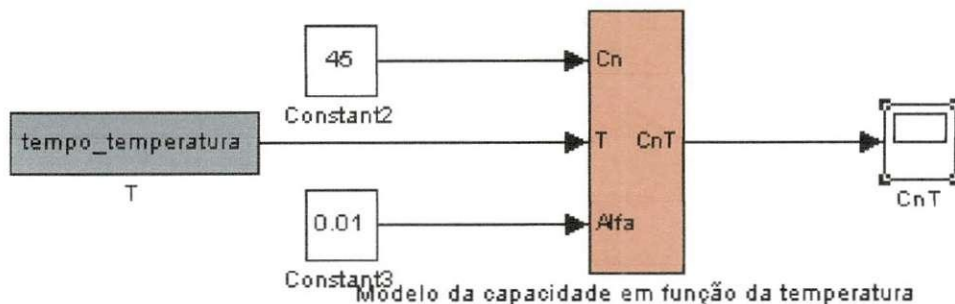 45
Cn
Constant2
tempo_temperatura
T
CnT
T
CnT
0.01
Alfa
Constant3
Modelo da capacidade em função da temperatura